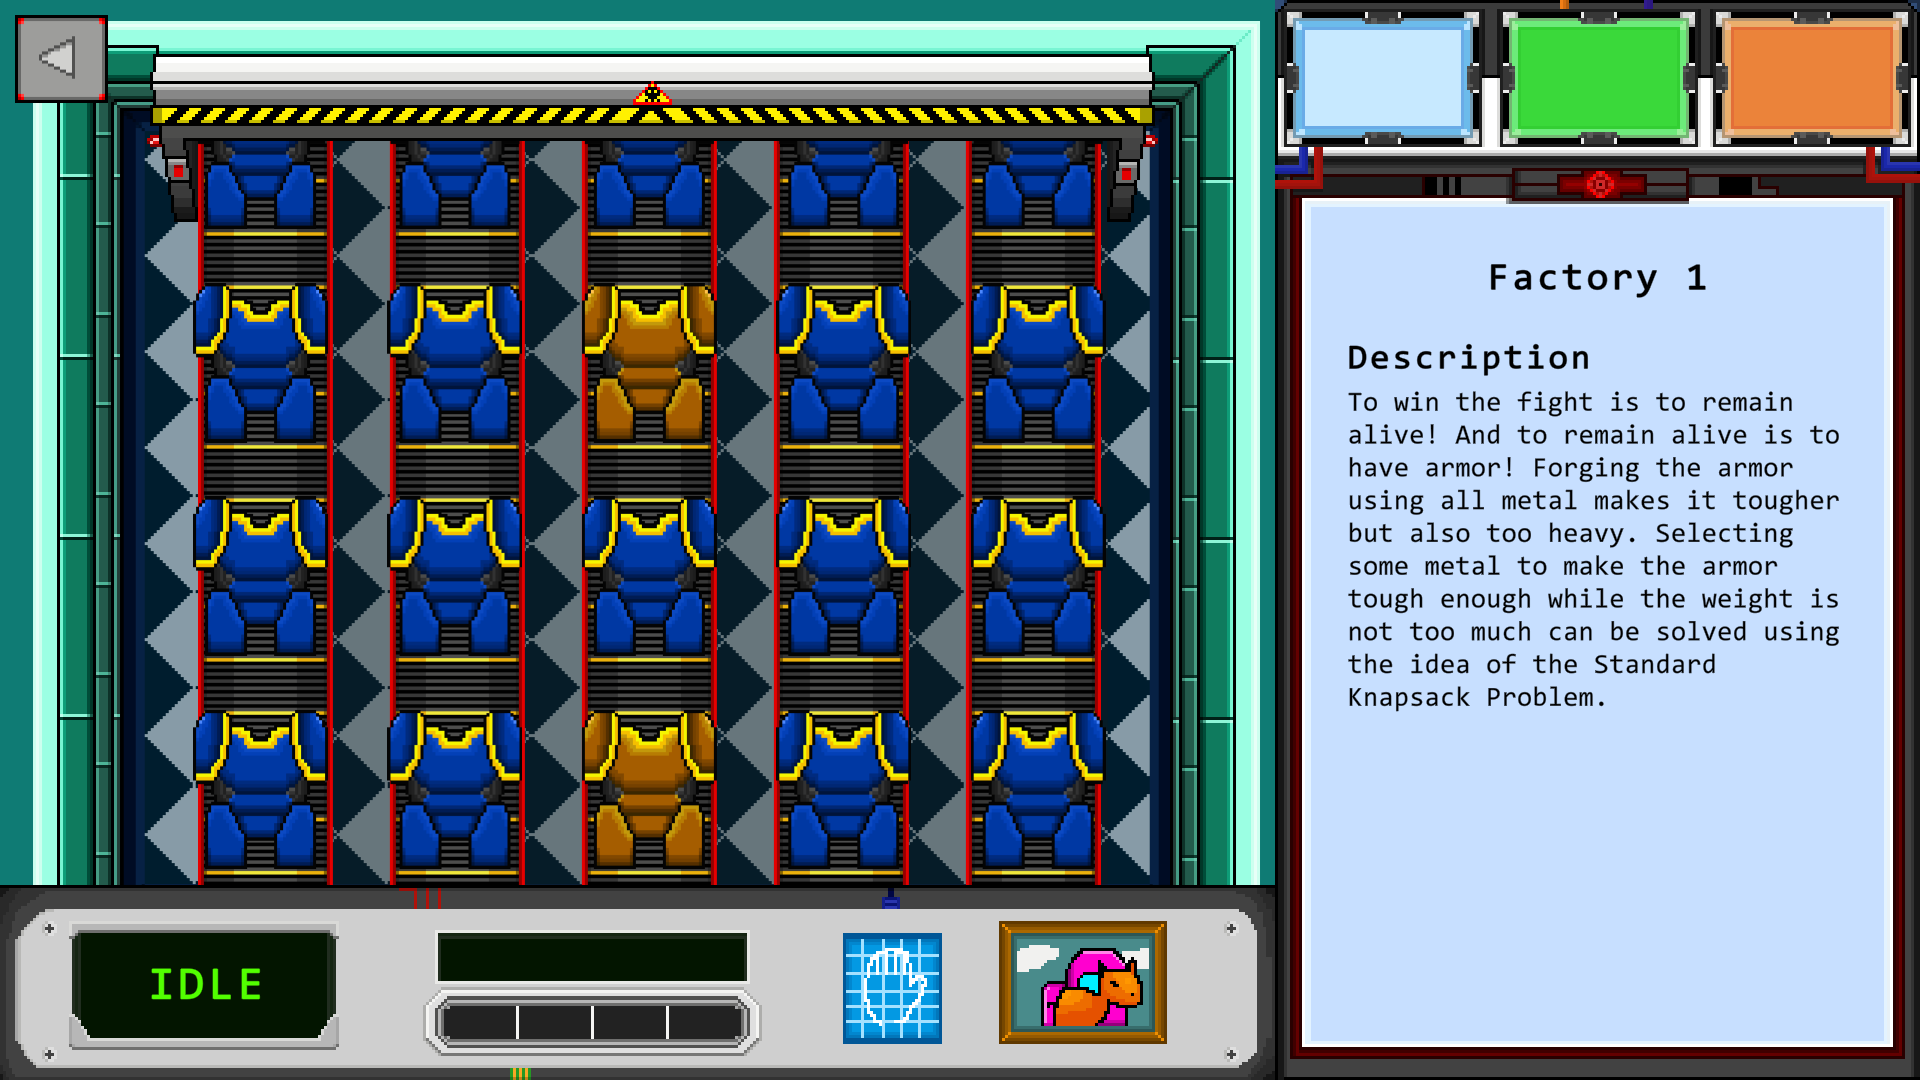 Factory 1
Description
To win the fight is to remain
alive! And to remain alive is to
have armor! Forging the armor
using all metal makes it tougher
but also too heavy. Selecting
some metal to make the armor
tough enough while the weight is
not too much can be solved using
the idea of the Standard
Knapsack Problem.
IDLE